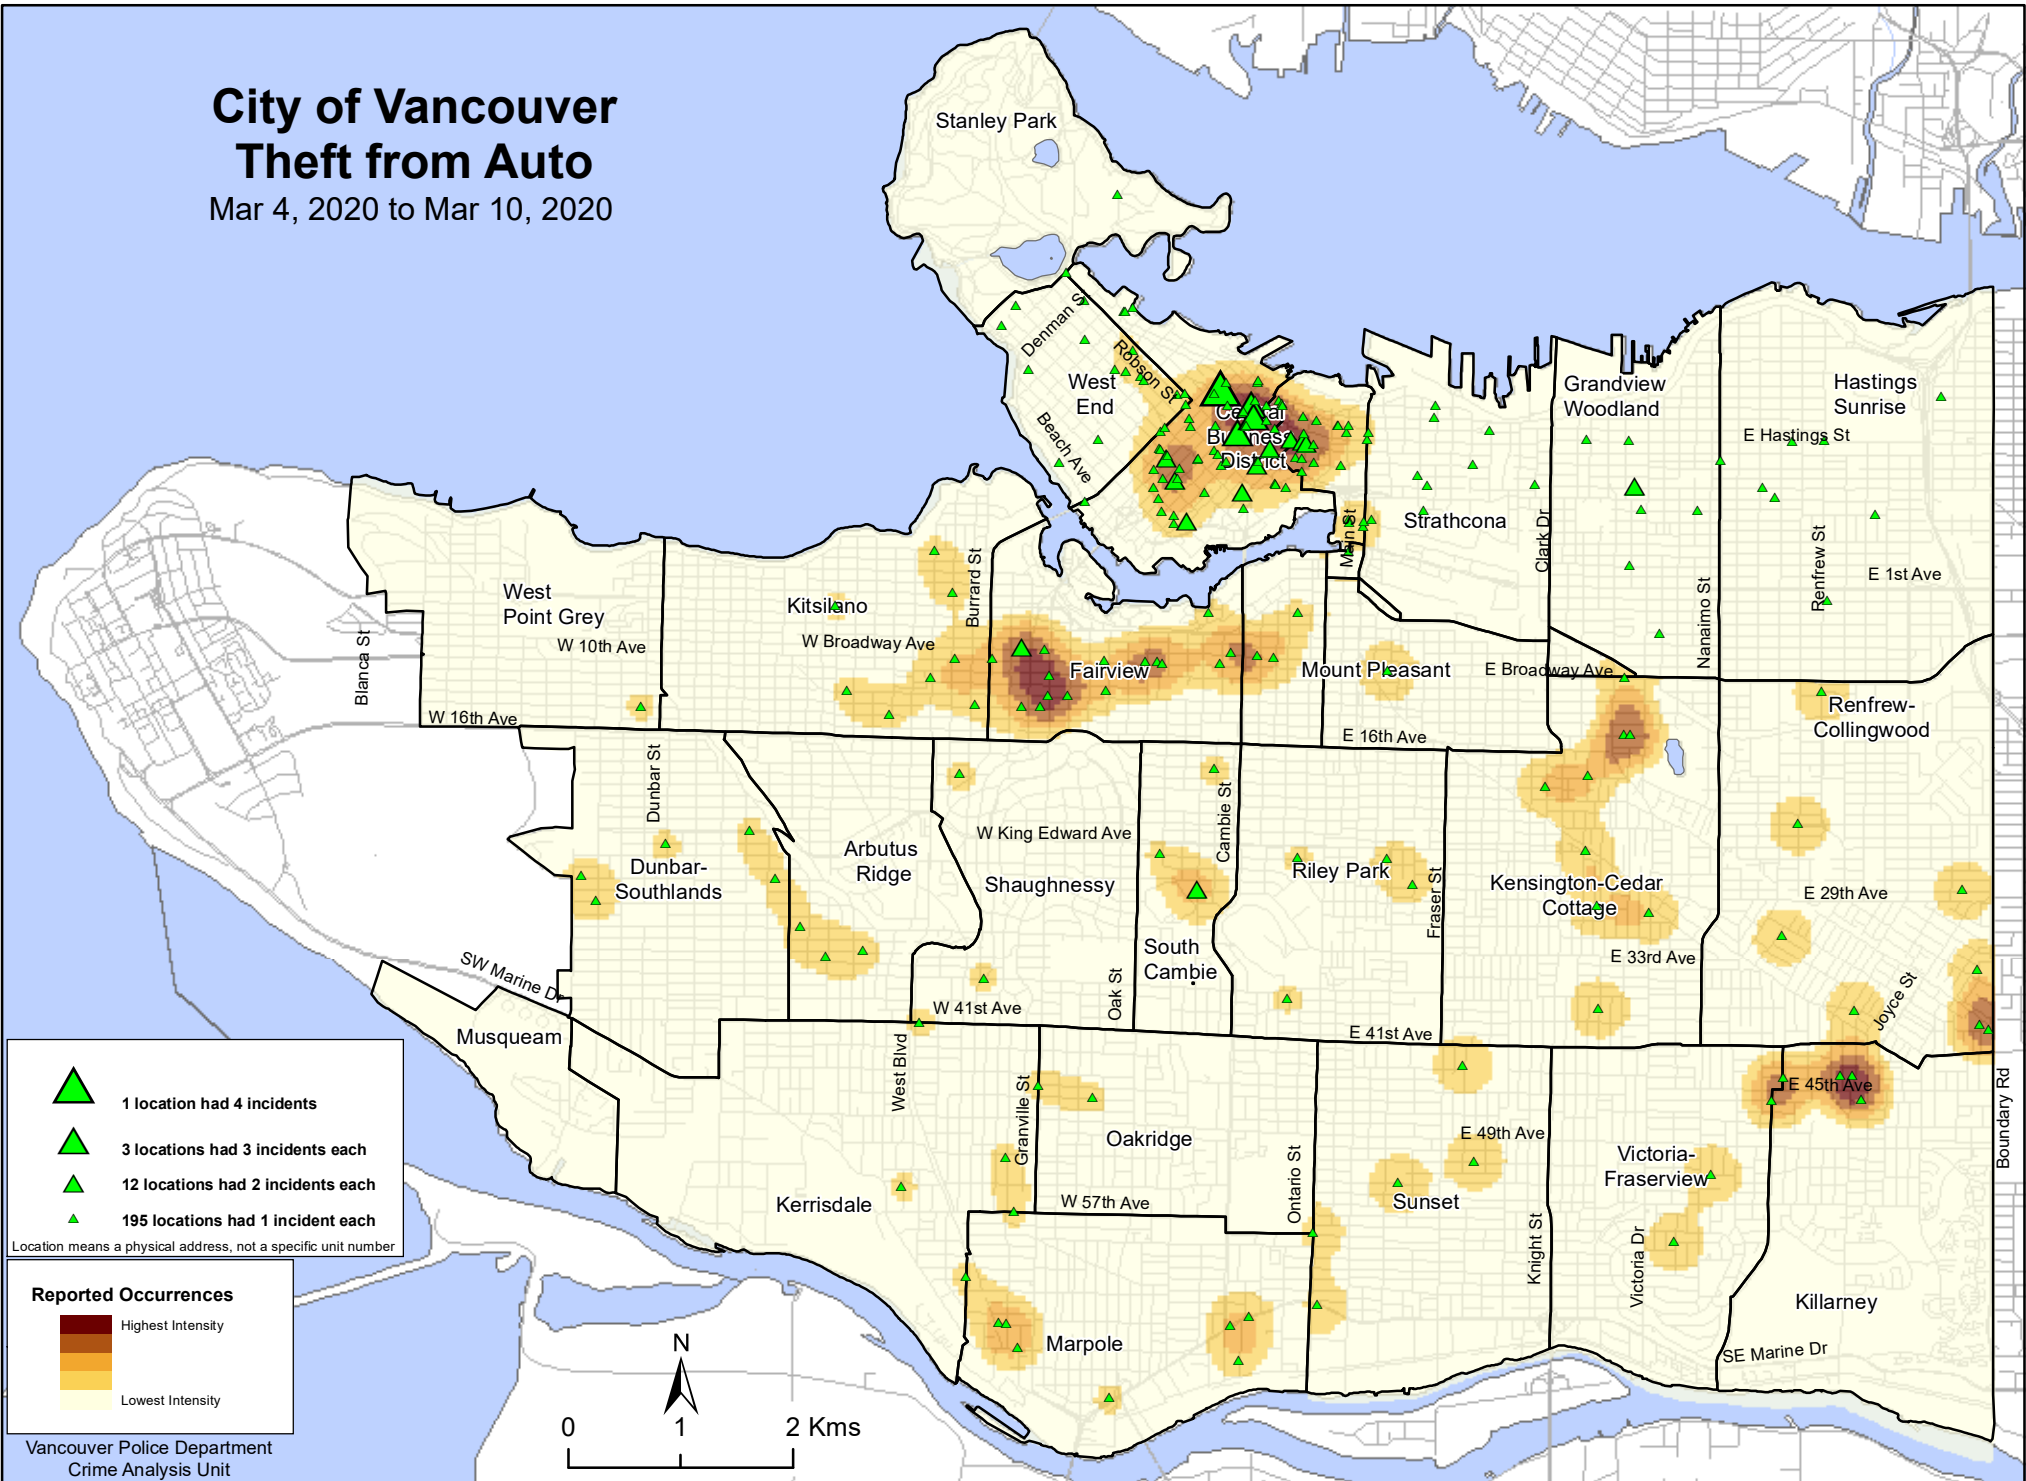 City of Vancouver
Theft from Auto
Mar 4, 2020 to Mar 10, 2020
Stanley Park
Denman St
Robson St
West
End
Beach Ave
Central
Business
District
Grandview
Woodland
Hastings
Sunrise
E Hastings St
Strathcona
Main St
Clark Dr
Nanaimo St
Renfrew St
E 1st Ave
West
Point Grey
W 10th Ave
Blanca St
W 16th Ave
Kitsilano
W Broadway Ave
Burrard St
Fairview
Mount Pleasant
E Broadway Ave
E 16th Ave
Renfrew-
Collingwood
Dunbar St
Dunbar-
Southlands
Arbutus
Ridge
W King Edward Ave
Shaughnessy
Cambie St
Riley Park
Fraser St
Kensington-Cedar
Cottage
E 29th Ave
E 33rd Ave
South
Cambie
Oak St
W 41st Ave
E 41st Ave
Joyce St
SW Marine Dr
Musqueam
West Blvd
Granville St
Oakridge
W 57th Ave
Ontario St
E 45th Ave
E 49th Ave
Boundary Rd
Kerrisdale
Sunset
Knight St
Victoria-
Fraserview
Victoria Dr
Killarney
SE Marine Dr
Marpole
1 location had 4 incidents
3 locations had 3 incidents each
12 locations had 2 incidents each
195 locations had 1 incident each
Location means a physical address, not a specific unit number
Reported Occurrences
Highest Intensity
Lowest Intensity
Vancouver Police Department
Crime Analysis Unit
N
0 1 2 Kms